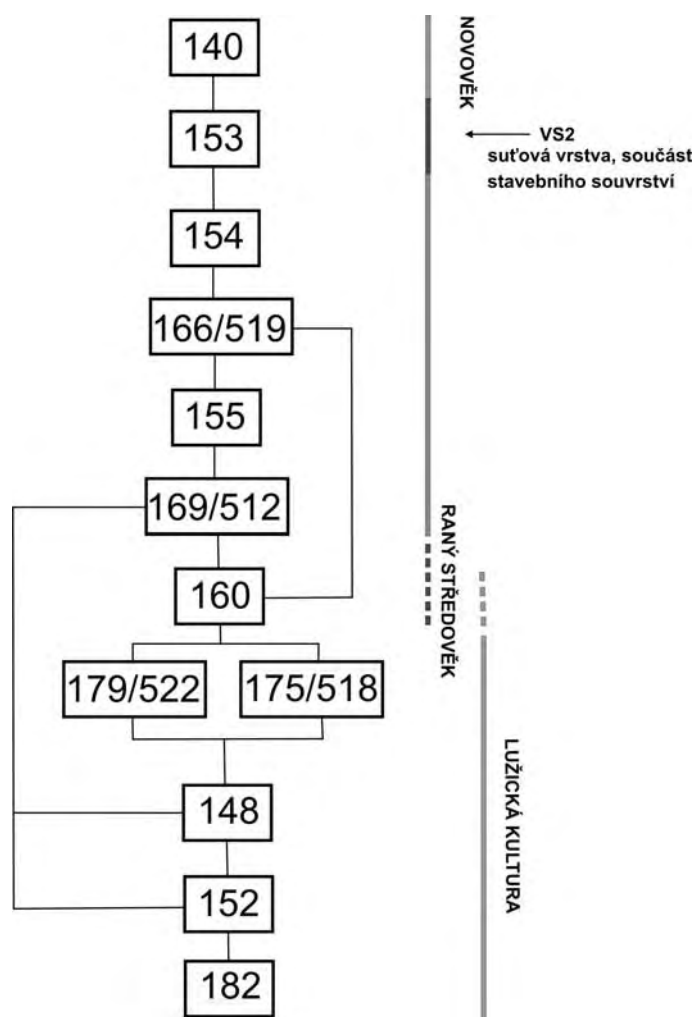 140
NOVOVĚK
153
VS2
suťová vrstva, součást
stavebního souvrství
154
166/519
155
169/512
RANÝ STŘEDOVĚK
160
179/522
175/518
LUŽICKÁ KULTURA
148
152
182